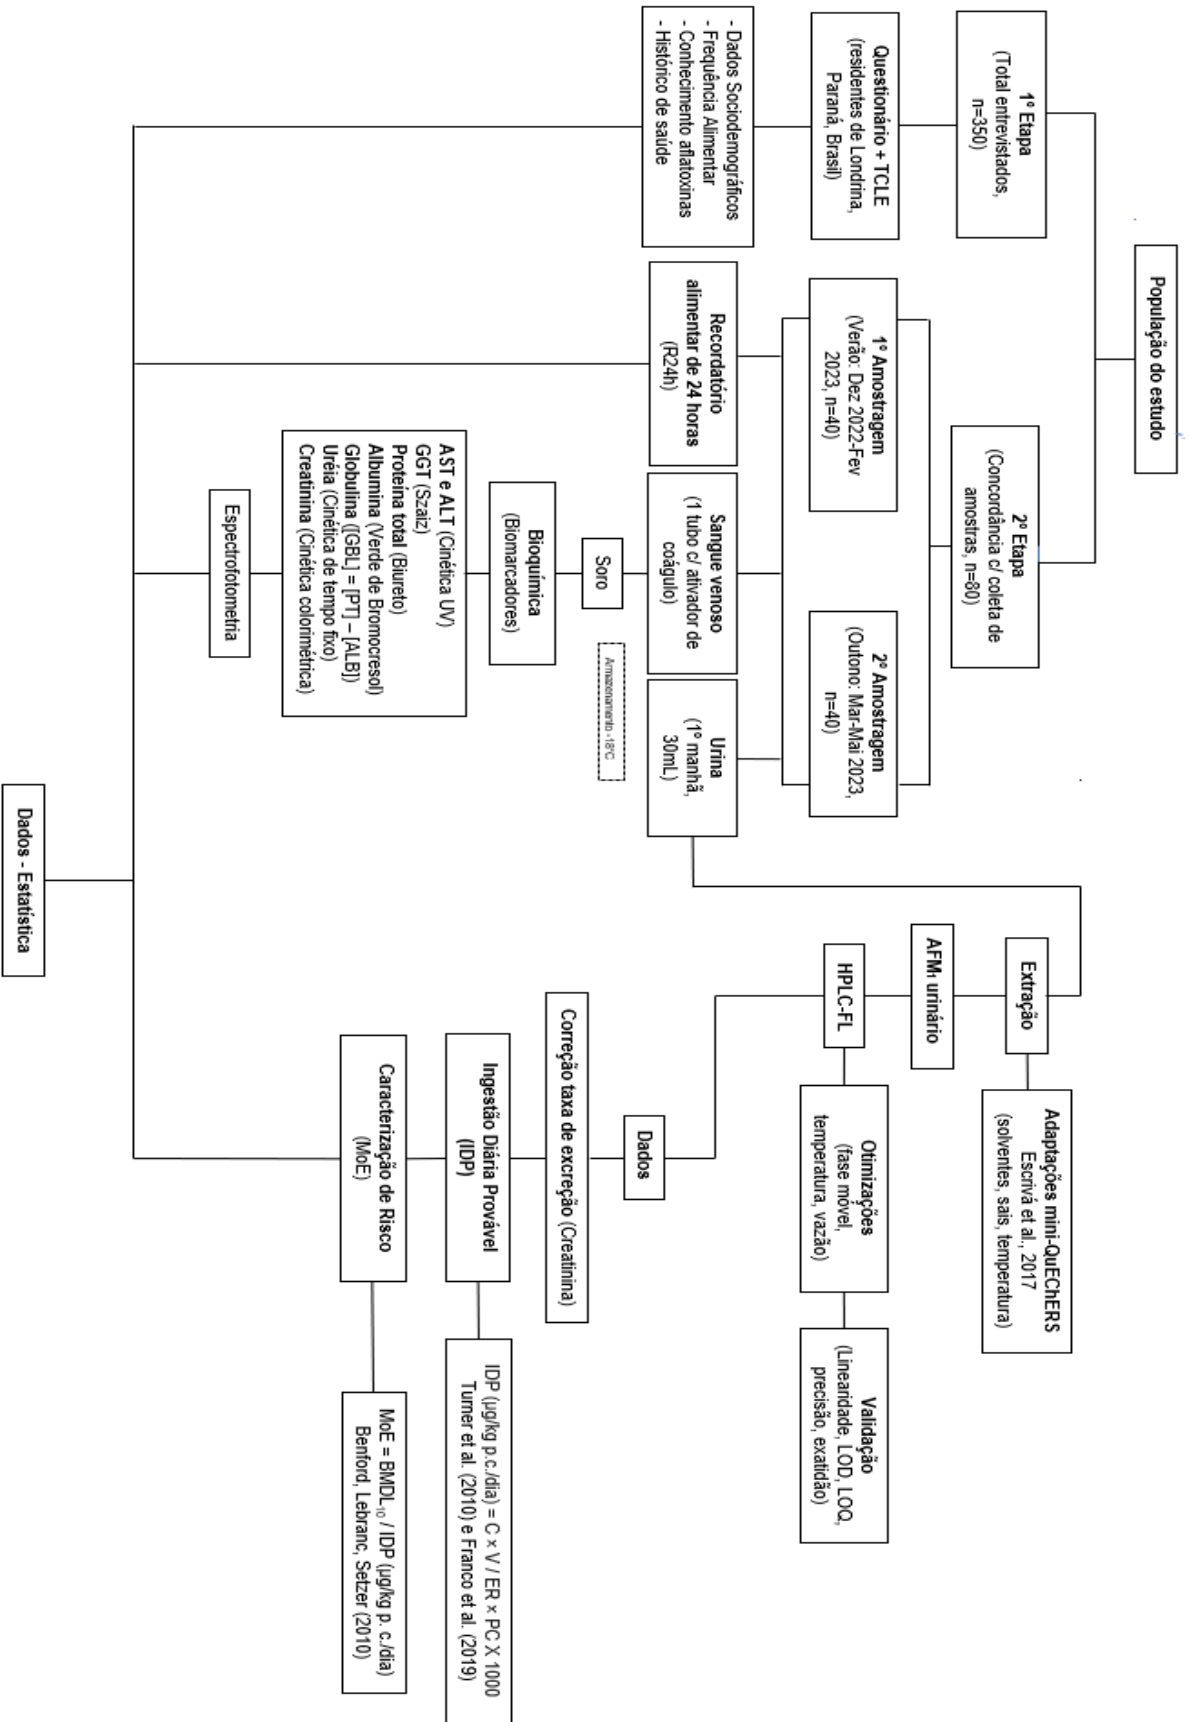 População do estudo
1º Etapa
(Total entrevistados,
n=350)
2º Etapa
(Concordância c/ coleta de
amostras, n=80)
Questionário + TCLE
(residentes de Londrina,
Paraná, Brasil)
1º Amostragem
(Verão: Dez 2022-Fev
2023, n=40)
2º Amostragem
(Outono: Mar-Mai 2023,
n=40)
- Dados Sociodemográficos
- Frequência Alimentar
- Conhecimento aflatoxinas
- Histórico de saúde
Recordatório
alimentar de 24 horas
(R24h)
Sangue venoso
(1 tubo c/ ativador de
coágulo)
Urina
(1º manhã,
30mL)
Soro
Armazenamento -18°C
Bioquímica
(Biomarcadores)
AST e ALT (Cinética UV)
GGT (Szaiz)
Proteína total (Biureto)
Albumina (Verde de Bromocresol)
Globulina ([GBL] = [PT] – [ALB])
Uréia (Cinética de tempo fixo)
Creatinina (Cinética colorimétrica)
Espectrofotometria
Extração
Adaptações mini-QuEChERS
Escrivá et al., 2017
(solventes, sais, temperatura)
AFM₁ urinário
HPLC-FL
Otimizações
(fase móvel,
temperatura, vazão)
Validação
(Linearidade, LOD, LOQ,
precisão, exatidão)
Dados
Correção taxa de excreção (Creatinina)
Ingestão Diária Provável
(IDP)
IDP (µg/kg p.c./dia) = C × V / ER × PC X 1000
Turner et al. (2010) e Franco et al. (2019)
Caracterização de Risco
(MoE)
MoE = BMDL₁₀ / IDP (µg/kg p. c./dia)
Benford, Lebranc, Setzer (2010)
Dados - Estatística